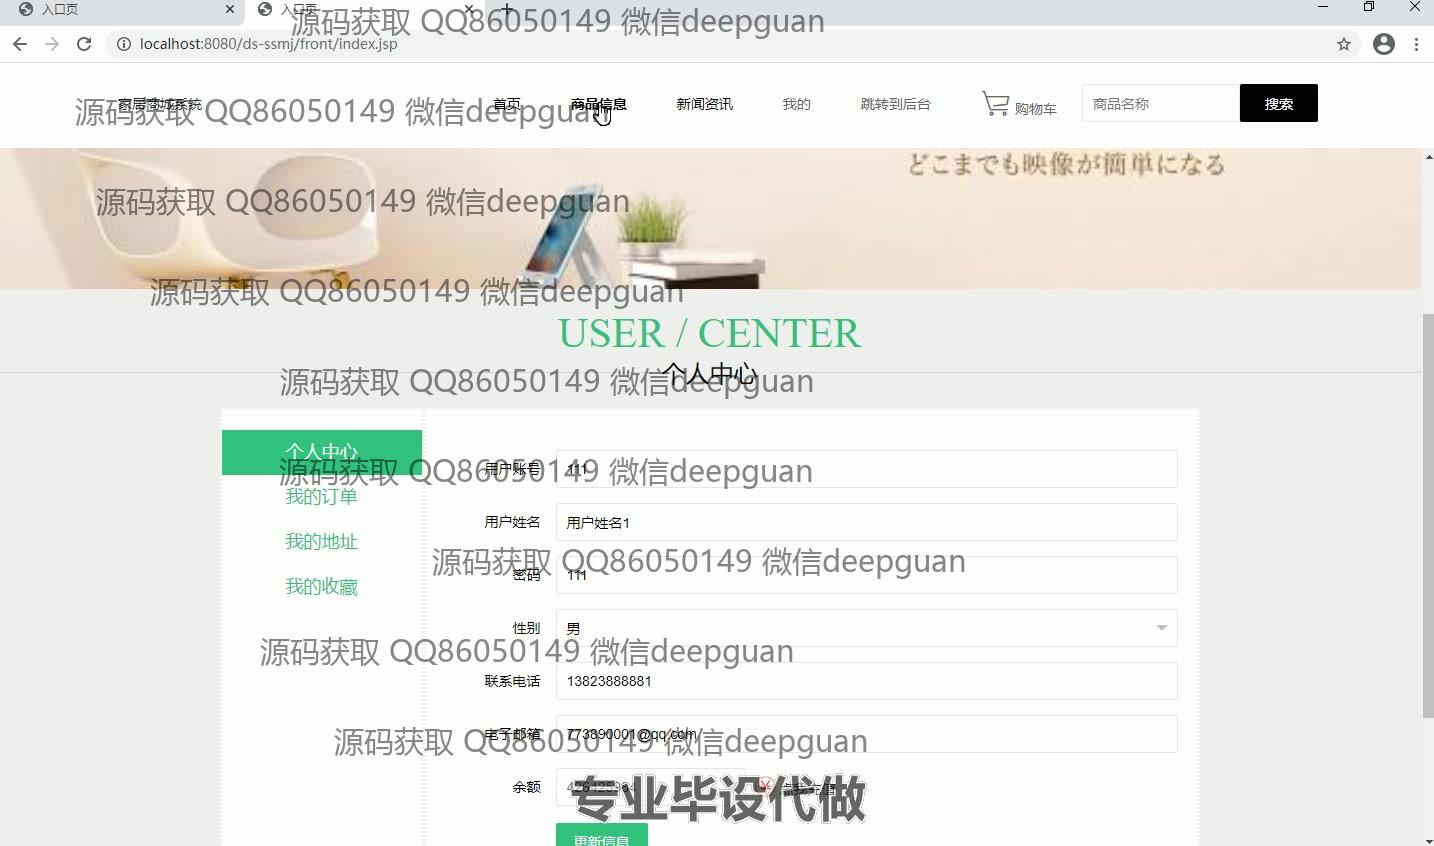 入口页
入口页
源码获取 QQ86050149 微信deepguan
localhost:8080/ds-ssmj/front/index.jsp
家居商城系统
首页
商品信息
新闻资讯
我的
跳转到后台
购物车
商品名称
搜索
源码获取 QQ86050149 微信deepguan
どこまでも映像が簡単になる
源码获取 QQ86050149 微信deepguan
源码获取 QQ86050149 微信deepguan
USER / CENTER
个人中心
源码获取 QQ86050149 微信deepguan
个人中心
用户账号 111
源码获取 QQ86050149 微信deepguan
我的订单
用户姓名 用户姓名1
我的地址
源码获取 QQ86050149 微信deepguan
密码 111
我的收藏
性别 男
源码获取 QQ86050149 微信deepguan
联系电话 13823888881
电子邮箱 773890001@qq.com
源码获取 QQ86050149 微信deepguan
余额
点我充值
专业毕设代做
更新信息